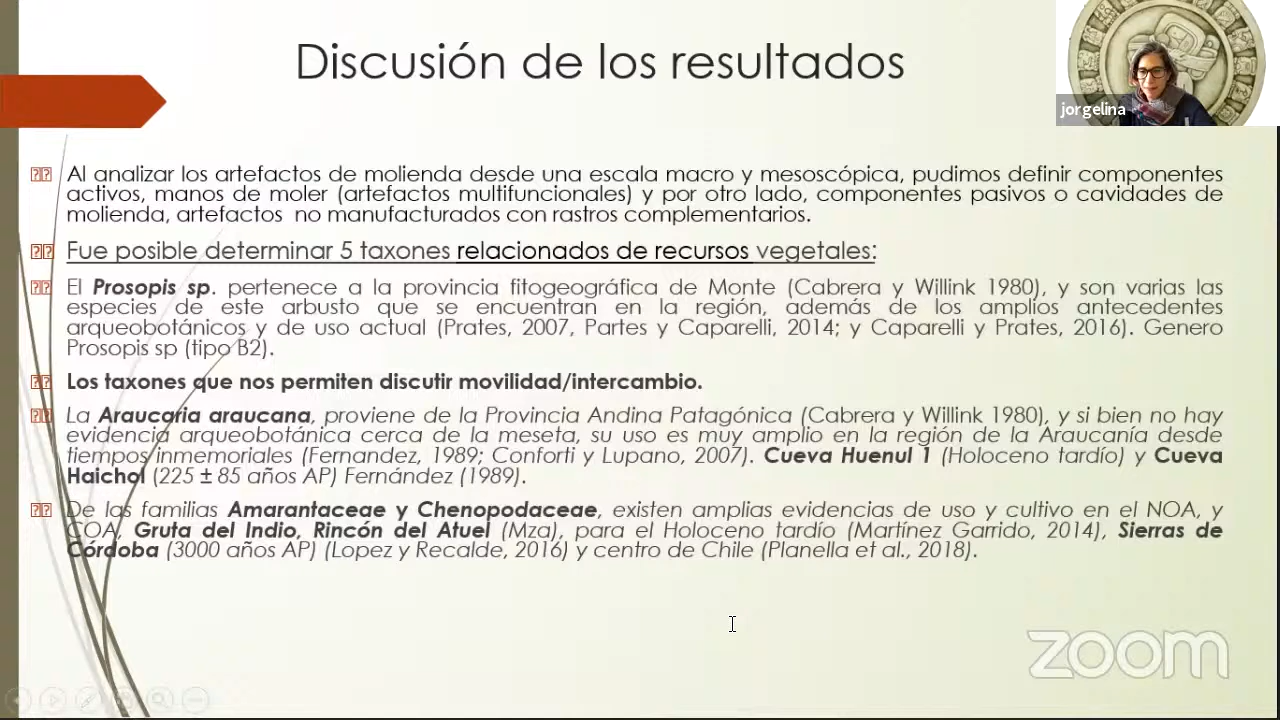 Discusión de los resultados
jorgelina
Al analizar los artefactos de molienda desde una escala macro y mesoscópica, pudimos definir componentes
activos, manos de moler (artefactos multifuncionales) y por otro lado, componentes pasivos o cavidades de
molienda, artefactos no manufacturados con rastros complementarios.
Fue posible determinar 5 taxones relacionados de recursos vegetales:
El Prosopis sp. pertenece a la provincia fitogeográfica de Monte (Cabrera y Willink 1980), y son varias las
especies de este arbusto que se encuentran en la región, además de los amplios antecedentes
arqueobotánicos y de uso actual (Prates, 2007, Partes y Caparelli, 2014; y Caparelli y Prates, 2016). Genero
Prosopis sp (tipo B2).
Los taxones que nos permiten discutir movilidad/intercambio.
La Araucaria araucana, proviene de la Provincia Andina Patagónica (Cabrera y Willink 1980), y si bien no hay
evidencia arqueobotánica cerca de la meseta, su uso es muy amplio en la región de la Araucanía desde
tiempos inmemoriales (Fernandez, 1989; Conforti y Lupano, 2007). Cueva Huenul 1 (Holoceno tardío) y Cueva
Haichol (225 ± 85 años AP) Fernández (1989).
De las familias Amarantaceae y Chenopodaceae, existen amplias evidencias de uso y cultivo en el NOA, y
COA, Gruta del Indio, Rincón del Atuel (Mza), para el Holoceno tardío (Martínez Garrido, 2014), Sierras de
Córdoba (3000 años AP) (Lopez y Recalde, 2016) y centro de Chile (Planella et al., 2018).
zoom